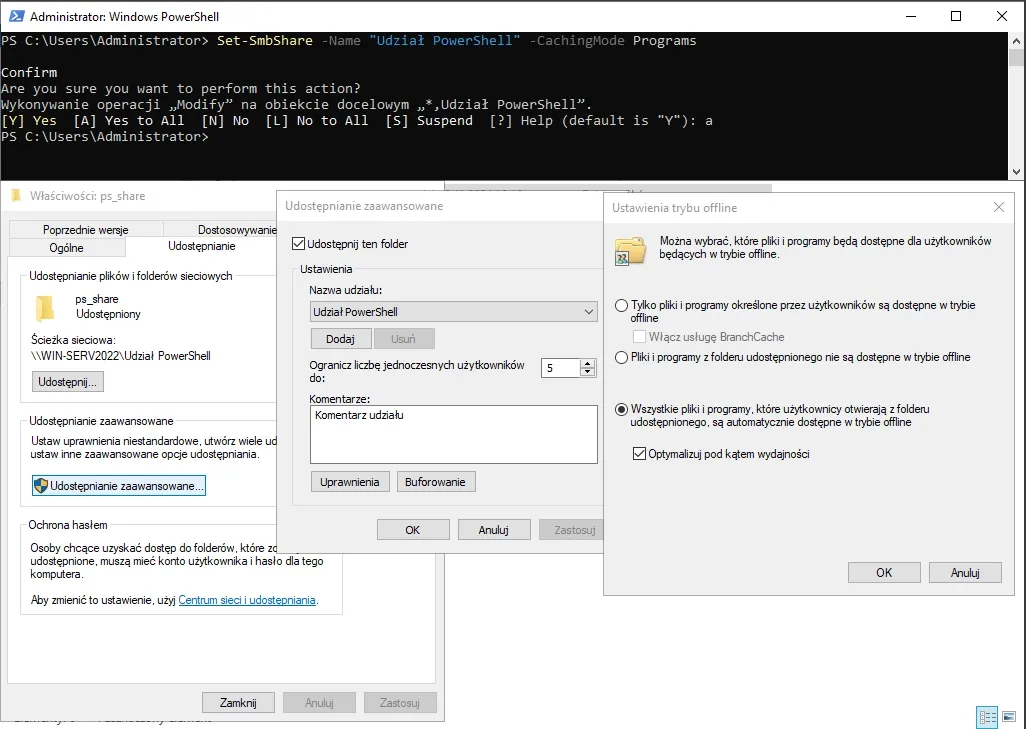 Administrator: Windows PowerShell
PS C:\Users\Administrator> Set-SmbShare -Name "Udział PowerShell" -CachingMode Programs
Confirm
Are you sure you want to perform this action?
Wykonywanie operacji „Modify” na obiekcie docelowym „*,Udział PowerShell”.
[Y] Yes  [A] Yes to All  [N] No  [L] No to All  [S] Suspend  [?] Help (default is "Y"): a
PS C:\Users\Administrator>
Właściwości: ps_share
Poprzednie wersje
Dostosowywanie
Ogólne
Udostępnianie
Udostępnianie plików i folderów sieciowych
ps_share
Udostępniony
Ścieżka sieciowa:
\\WIN-SERV2022\Udział PowerShell
Udostępnij...
Udostępnianie zaawansowane
Ustaw uprawnienia niestandardowe, utwórz wiele ud
ustaw inne zaawansowane opcje udostępniania.
Udostępnianie zaawansowane...
Ochrona hasłem
Osoby chcące uzyskać dostęp do folderów, które zo
udostępnione, muszą mieć konto użytkownika i hasło dla tego
komputera.
Aby zmienić to ustawienie, użyj Centrum sieci i udostępniania.
Zamknij
Anuluj
Zastosuj
Udostępnianie zaawansowane
Udostępnij ten folder
Ustawienia
Nazwa udziału:
Udział PowerShell
Dodaj
Usuń
Ogranicz liczbę jednoczesnych użytkowników
do:
5
Komentarze:
Komentarz udziału
Uprawnienia
Buforowanie
OK
Anuluj
Zastosuj
Ustawienia trybu offline
Można wybrać, które pliki i programy będą dostępne dla użytkowników
będących w trybie offline.
Tylko pliki i programy określone przez użytkowników są dostępne w trybie
offline
Włącz usługę BranchCache
Pliki i programy z folderu udostępnionego nie są dostępne w trybie offline
Wszystkie pliki i programy, które użytkownicy otwierają z folderu
udostępnionego, są automatycznie dostępne w trybie offline
Optymalizuj pod kątem wydajności
OK
Anuluj